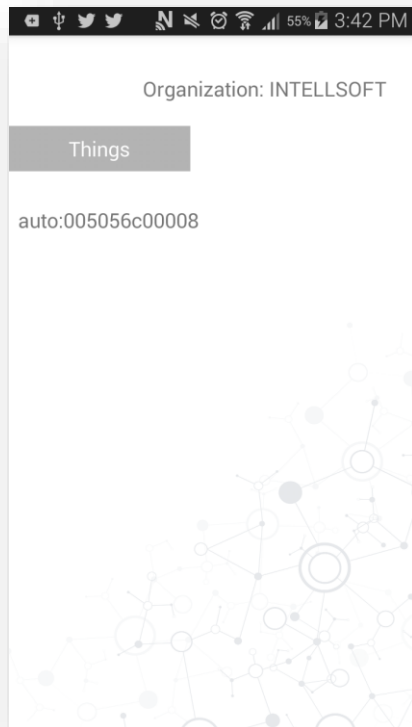 55% 3:42 PM
Organization: INTELLSOFT
Things
auto:005056c00008